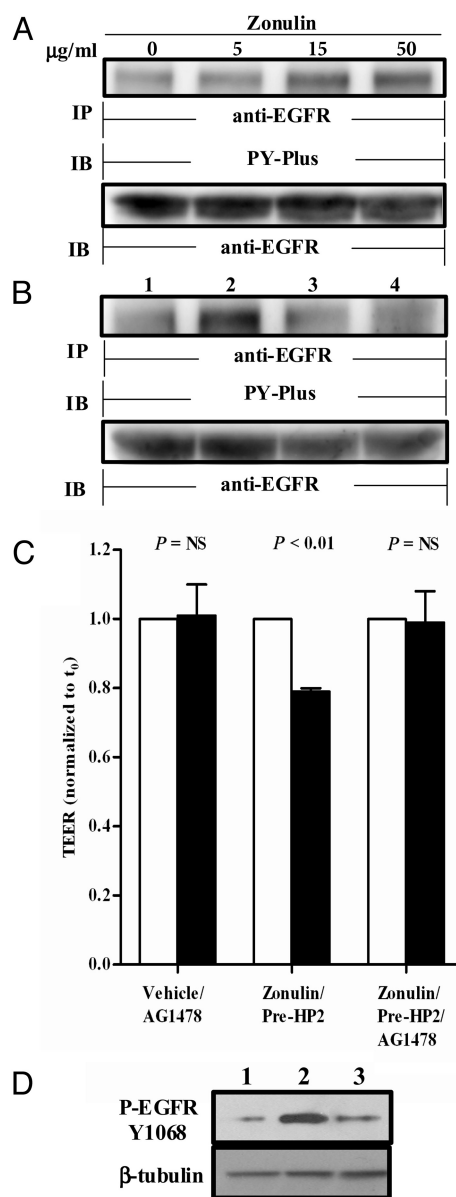 A
Zonulin
µg/ml 0 5 15 50
IP anti-EGFR
IB PY-Plus
IB anti-EGFR
B
1 2 3 4
IP anti-EGFR
IB PY-Plus
IB anti-EGFR
C
P = NS P < 0.01 P = NS
TEER (normalized to t0)
1.2
1.0
0.8
0.6
0.4
0.2
0.0
Vehicle/
AG1478
Zonulin/
Pre-HP2
Zonulin/
Pre-HP2/
AG1478
D
1 2 3
P-EGFR
Y1068
β-tubulin